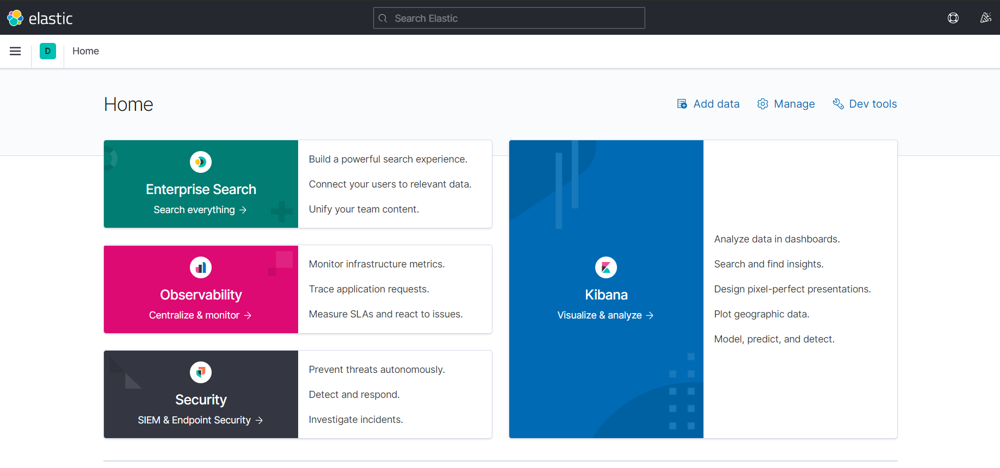 elastic
Search Elastic
D
Home
Home
Add data
Manage
Dev tools
Enterprise Search
Search everything →
Build a powerful search experience.
Connect your users to relevant data.
Unify your team content.
Observability
Centralize & monitor →
Monitor infrastructure metrics.
Trace application requests.
Measure SLAs and react to issues.
Security
SIEM & Endpoint Security →
Prevent threats autonomously.
Detect and respond.
Investigate incidents.
Kibana
Visualize & analyze →
Analyze data in dashboards.
Search and find insights.
Design pixel-perfect presentations.
Plot geographic data.
Model, predict, and detect.